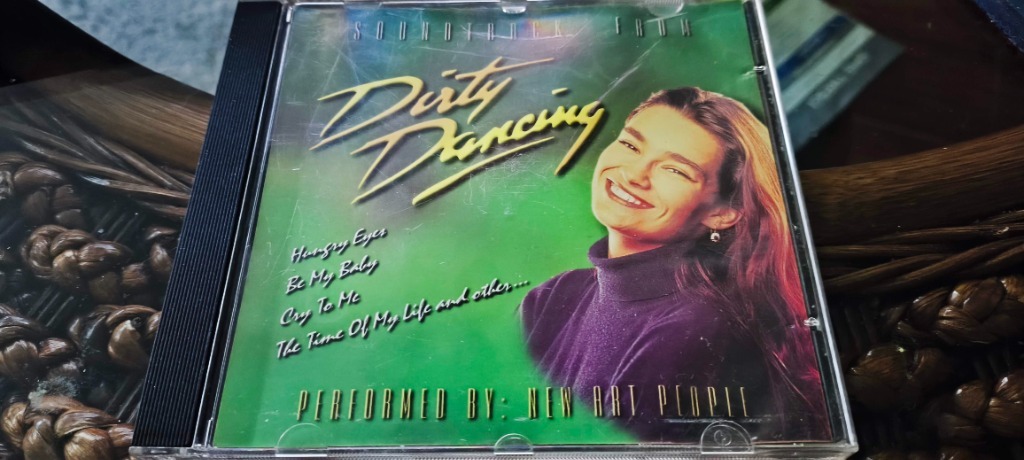 SOUNDTRACK FROM
Dirty
Dancing
Hungry Eyes
Be My Baby
Cry To Me
The Time Of My Life and other...
PERFORMED BY: NEW ART PEOPLE